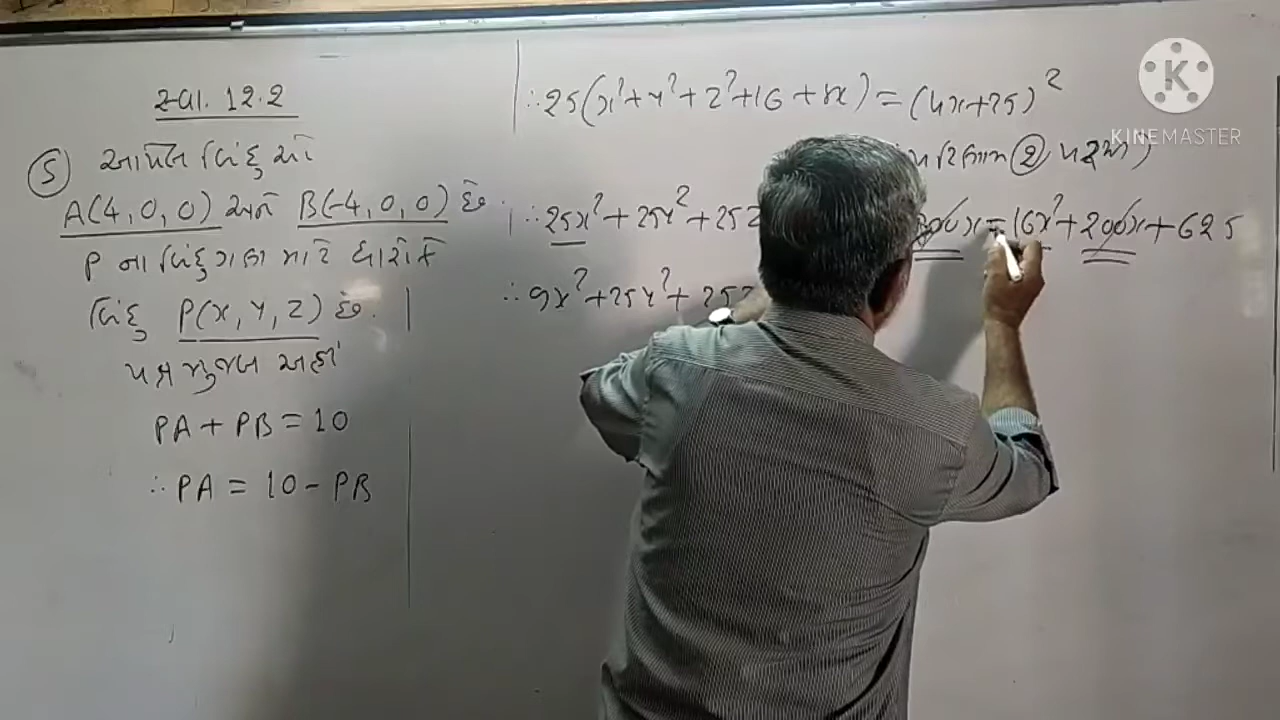 સ્વા. 12.2
⑤ આપેલ બિંદુ
A(4, 0, 0) અને B(-4, 0, 0) છે.
P ના બિંદુગણ માટે ધારો કે
બિંદુ P(x, y, z) છે.
પ્રશ્ન મુજબ અહીં
PA + PB = 10
∴ PA = 10 - PB
∴ 25(x² + y² + z² + 16 + 8x) = (4x + 25)²
∴ 25x² + 25y² + 25z 200x = 16x² + 200x + 625
∴ 9x² + 25y² + 25z
KINEMASTER